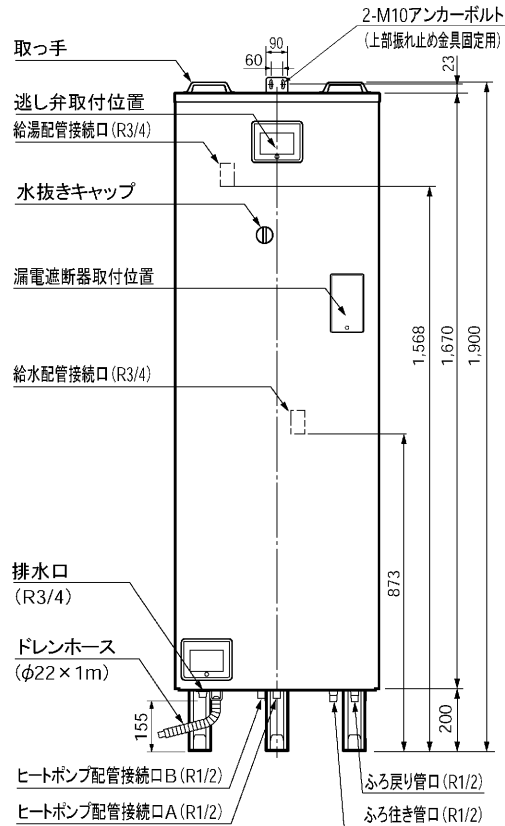 90
60
2-M10アンカーボルト
(上部振れ止め金具固定用)
23
取っ手
逃し弁取付位置
給湯配管接続口(R3/4)
水抜きキャップ
漏電遮断器取付位置
給水配管接続口(R3/4)
1,568
1,670
1,900
873
排水口
(R3/4)
ドレンホース
(φ22×1m)
155
200
ヒートポンプ配管接続口B(R1/2)
ヒートポンプ配管接続口A(R1/2)
ふろ戻り管口(R1/2)
ふろ往き管口(R1/2)